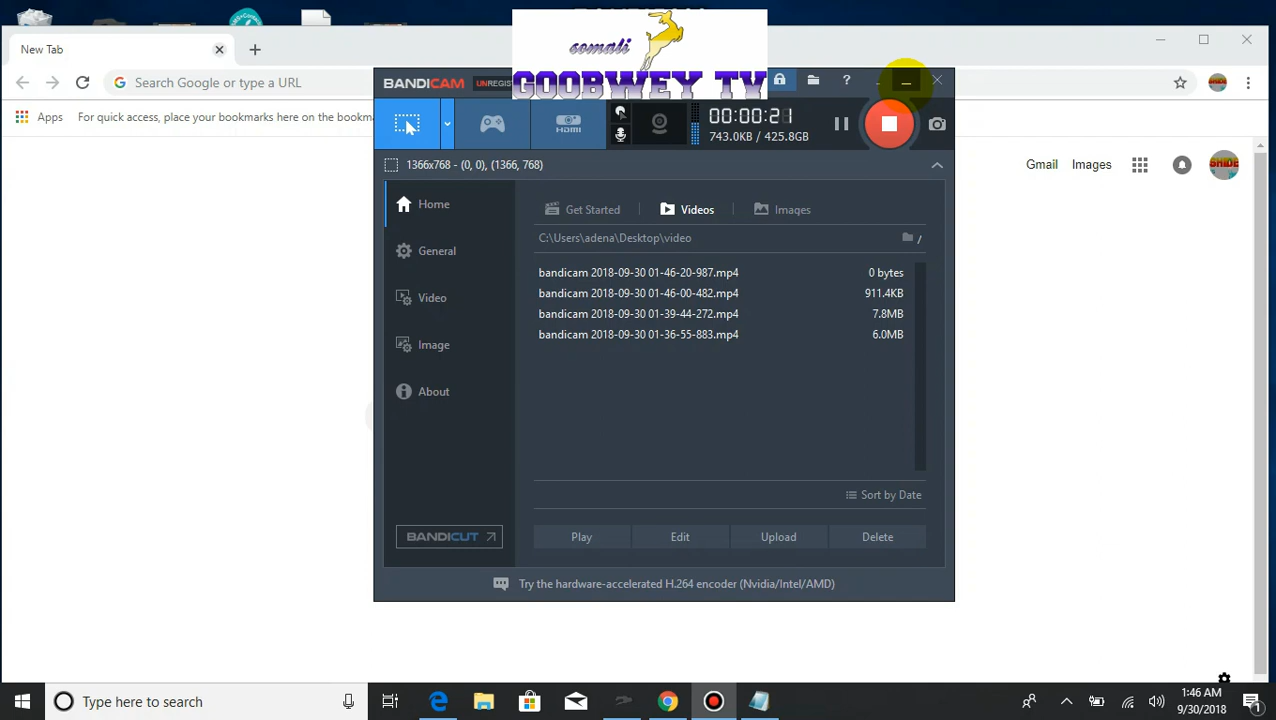 New Tab
Search Google or type a URL
Apps
For quick access, place your bookmarks here on the bookma
Gmail
Images
SHIDE
somali
GOOBWEY TV
BANDICAM
UNREGIS
HDMI
00:00:21
743.0KB / 425.8GB
1366x768 - (0, 0), (1366, 768)
Home
General
Video
Image
About
BANDICUT
Get Started
Videos
Images
C:\Users\adena\Desktop\video
/
bandicam 2018-09-30 01-46-20-987.mp4 0 bytes
bandicam 2018-09-30 01-46-00-482.mp4 911.4KB
bandicam 2018-09-30 01-39-44-272.mp4 7.8MB
bandicam 2018-09-30 01-36-55-883.mp4 6.0MB
Sort by Date
Play
Edit
Upload
Delete
Try the hardware-accelerated H.264 encoder (Nvidia/Intel/AMD)
Type here to search
1:46 AM
9/30/2018
1